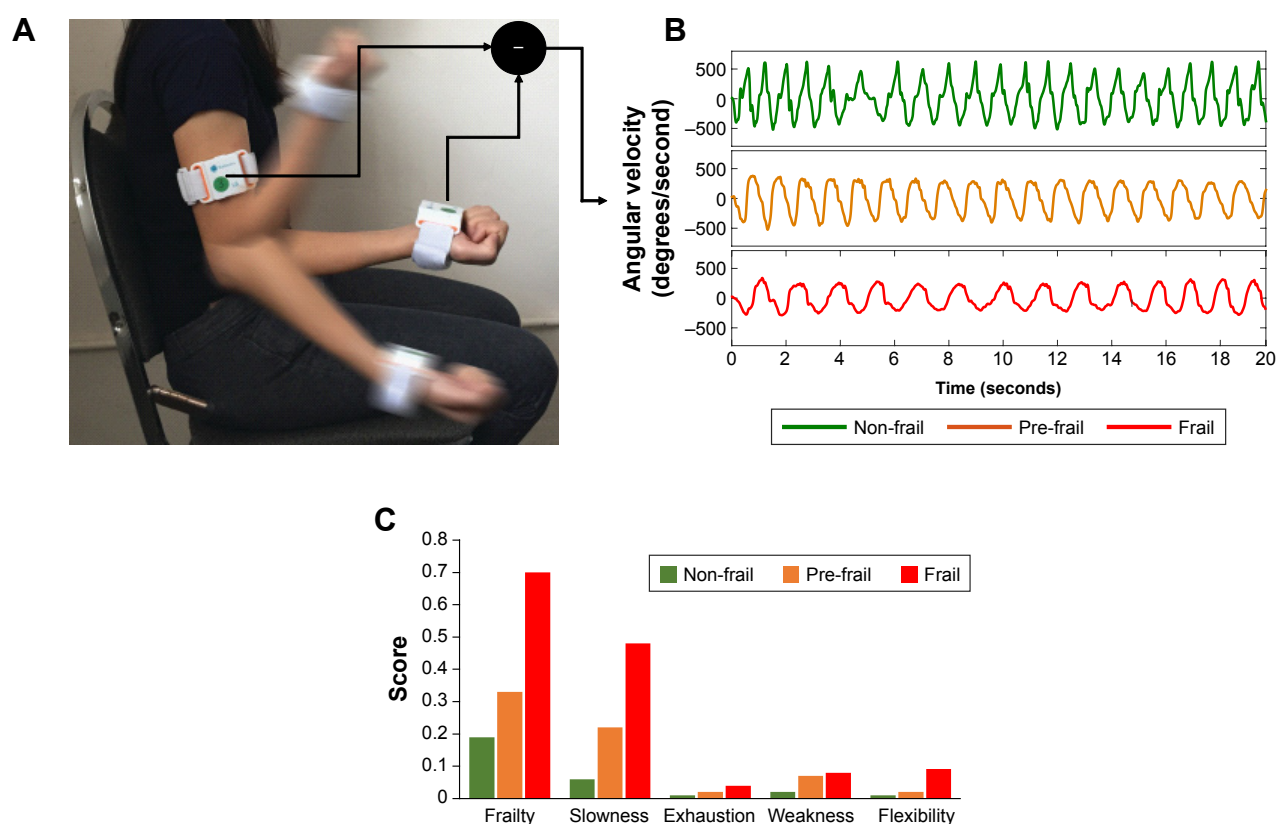 A
−
B
Angular velocity
(degrees/second)
500
0
−500
500
0
−500
500
0
−500
0 2 4 6 8 10 12 14 16 18 20
Time (seconds)
Non-frail Pre-frail Frail
C
Score
0.8
0.7
0.6
0.5
0.4
0.3
0.2
0.1
0
Non-frail Pre-frail Frail
Frailty Slowness Exhaustion Weakness Flexibility